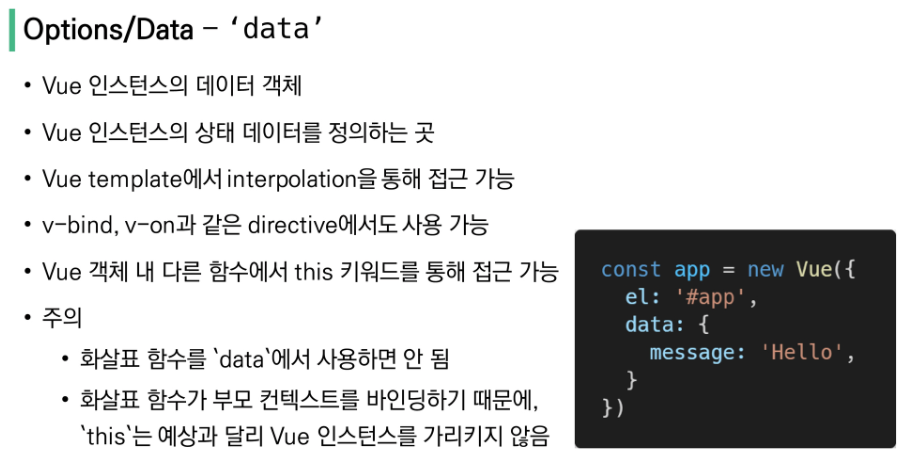 Options/Data – ‘data’
• Vue 인스턴스의 데이터 객체
• Vue 인스턴스의 상태 데이터를 정의하는 곳
• Vue template에서 interpolation을 통해 접근 가능
• v-bind, v-on과 같은 directive에서도 사용 가능
• Vue 객체 내 다른 함수에서 this 키워드를 통해 접근 가능
• 주의
• 화살표 함수를 `data`에서 사용하면 안 됨
• 화살표 함수가 부모 컨텍스트를 바인딩하기 때문에,
`this`는 예상과 달리 Vue 인스턴스를 가리키지 않음
const app = new Vue({
  el: '#app',
  data: {
    message: 'Hello',
  }
})